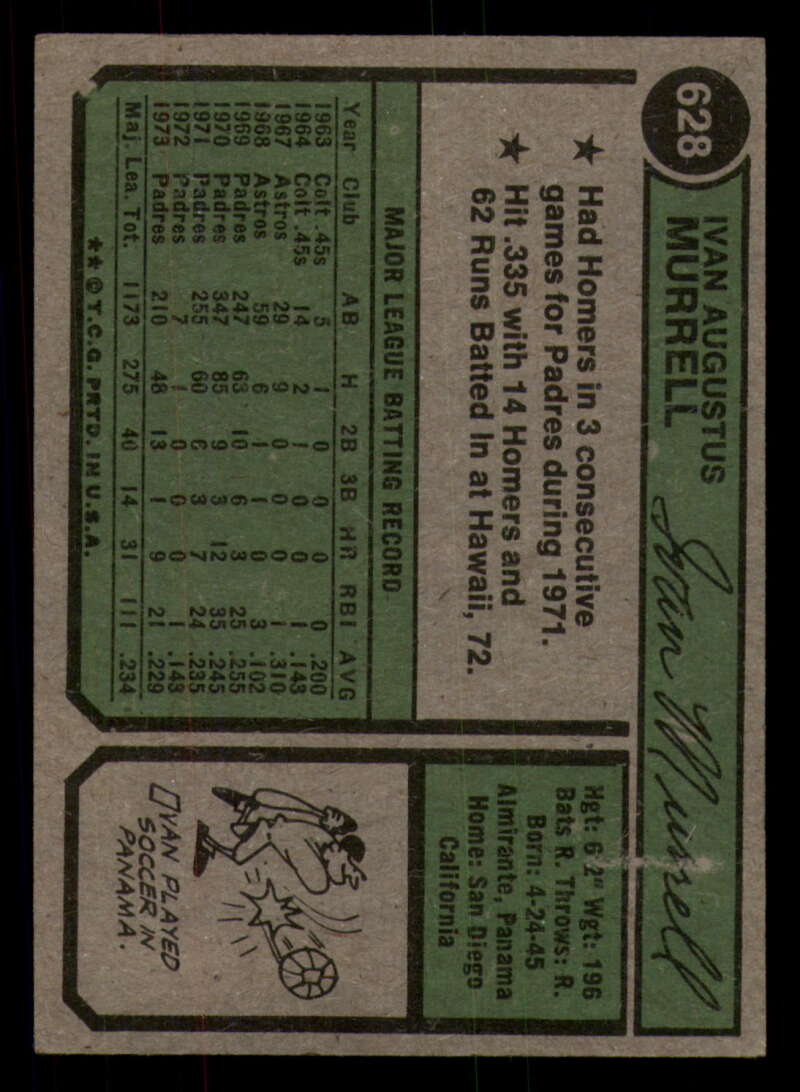 628
IVAN AUGUSTUS
MURRELL
Ivan Murrell
★ Had Homers in 3 consecutive
games for Padres during 1971.
★ Hit .335 with 14 Homers and
62 Runs Batted In at Hawaii, 72.
MAJOR LEAGUE BATTING RECORD
Year Club AB H 2B 3B HR RBI AVG
1963 Colt .45s 5 1 0 0 0 0 .200
1964 Colt .45s 14 2 1 0 0 1 .143
1967 Astros 29 9 0 0 0 1 .310
1968 Astros 59 6 1 1 0 3 .102
1969 Padres 247 63 10 6 3 25 .255
1970 Padres 347 85 9 3 12 35 .245
1971 Padres 255 60 6 3 7 24 .235
1972 Padres 7 1 0 0 0 1 .143
1973 Padres 210 48 13 1 9 21 .229
Maj. Lea. Tot. 1173 275 40 14 31 111 .234
★★ © T.C.G. PRTD. IN U.S.A.
Hgt: 6'2" Wgt: 196
Bats R. Throws: R.
Born: 4-24-45
Almirante, Panama
Home: San Diego
California
IVAN PLAYED
SOCCER IN
PANAMA.